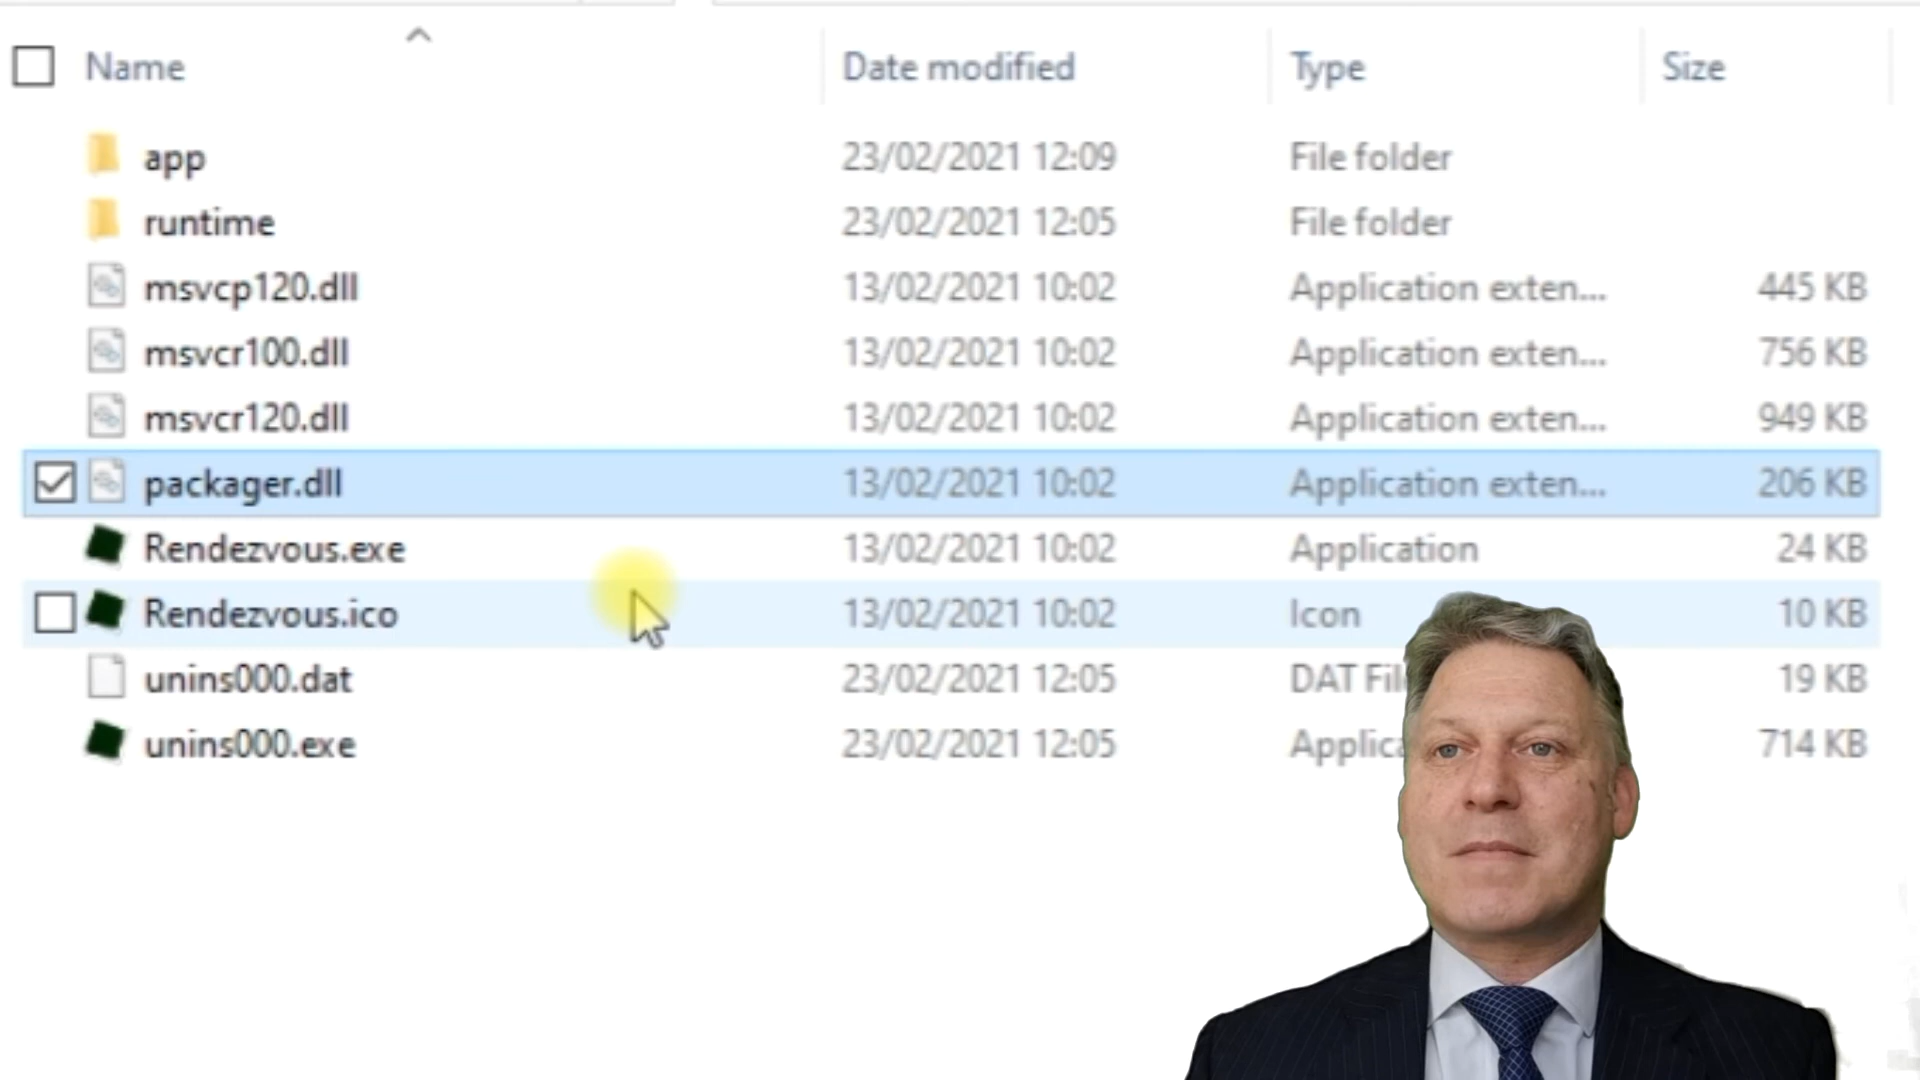 Name Date modified Type Size
app 23/02/2021 12:09 File folder
runtime 23/02/2021 12:05 File folder
msvcp120.dll 13/02/2021 10:02 Application exten... 445 KB
msvcr100.dll 13/02/2021 10:02 Application exten... 756 KB
msvcr120.dll 13/02/2021 10:02 Application exten... 949 KB
packager.dll 13/02/2021 10:02 Application exten... 206 KB
Rendezvous.exe 13/02/2021 10:02 Application 24 KB
Rendezvous.ico 13/02/2021 10:02 Icon 10 KB
unins000.dat 23/02/2021 12:05 DAT Fil 19 KB
unins000.exe 23/02/2021 12:05 Applic 714 KB